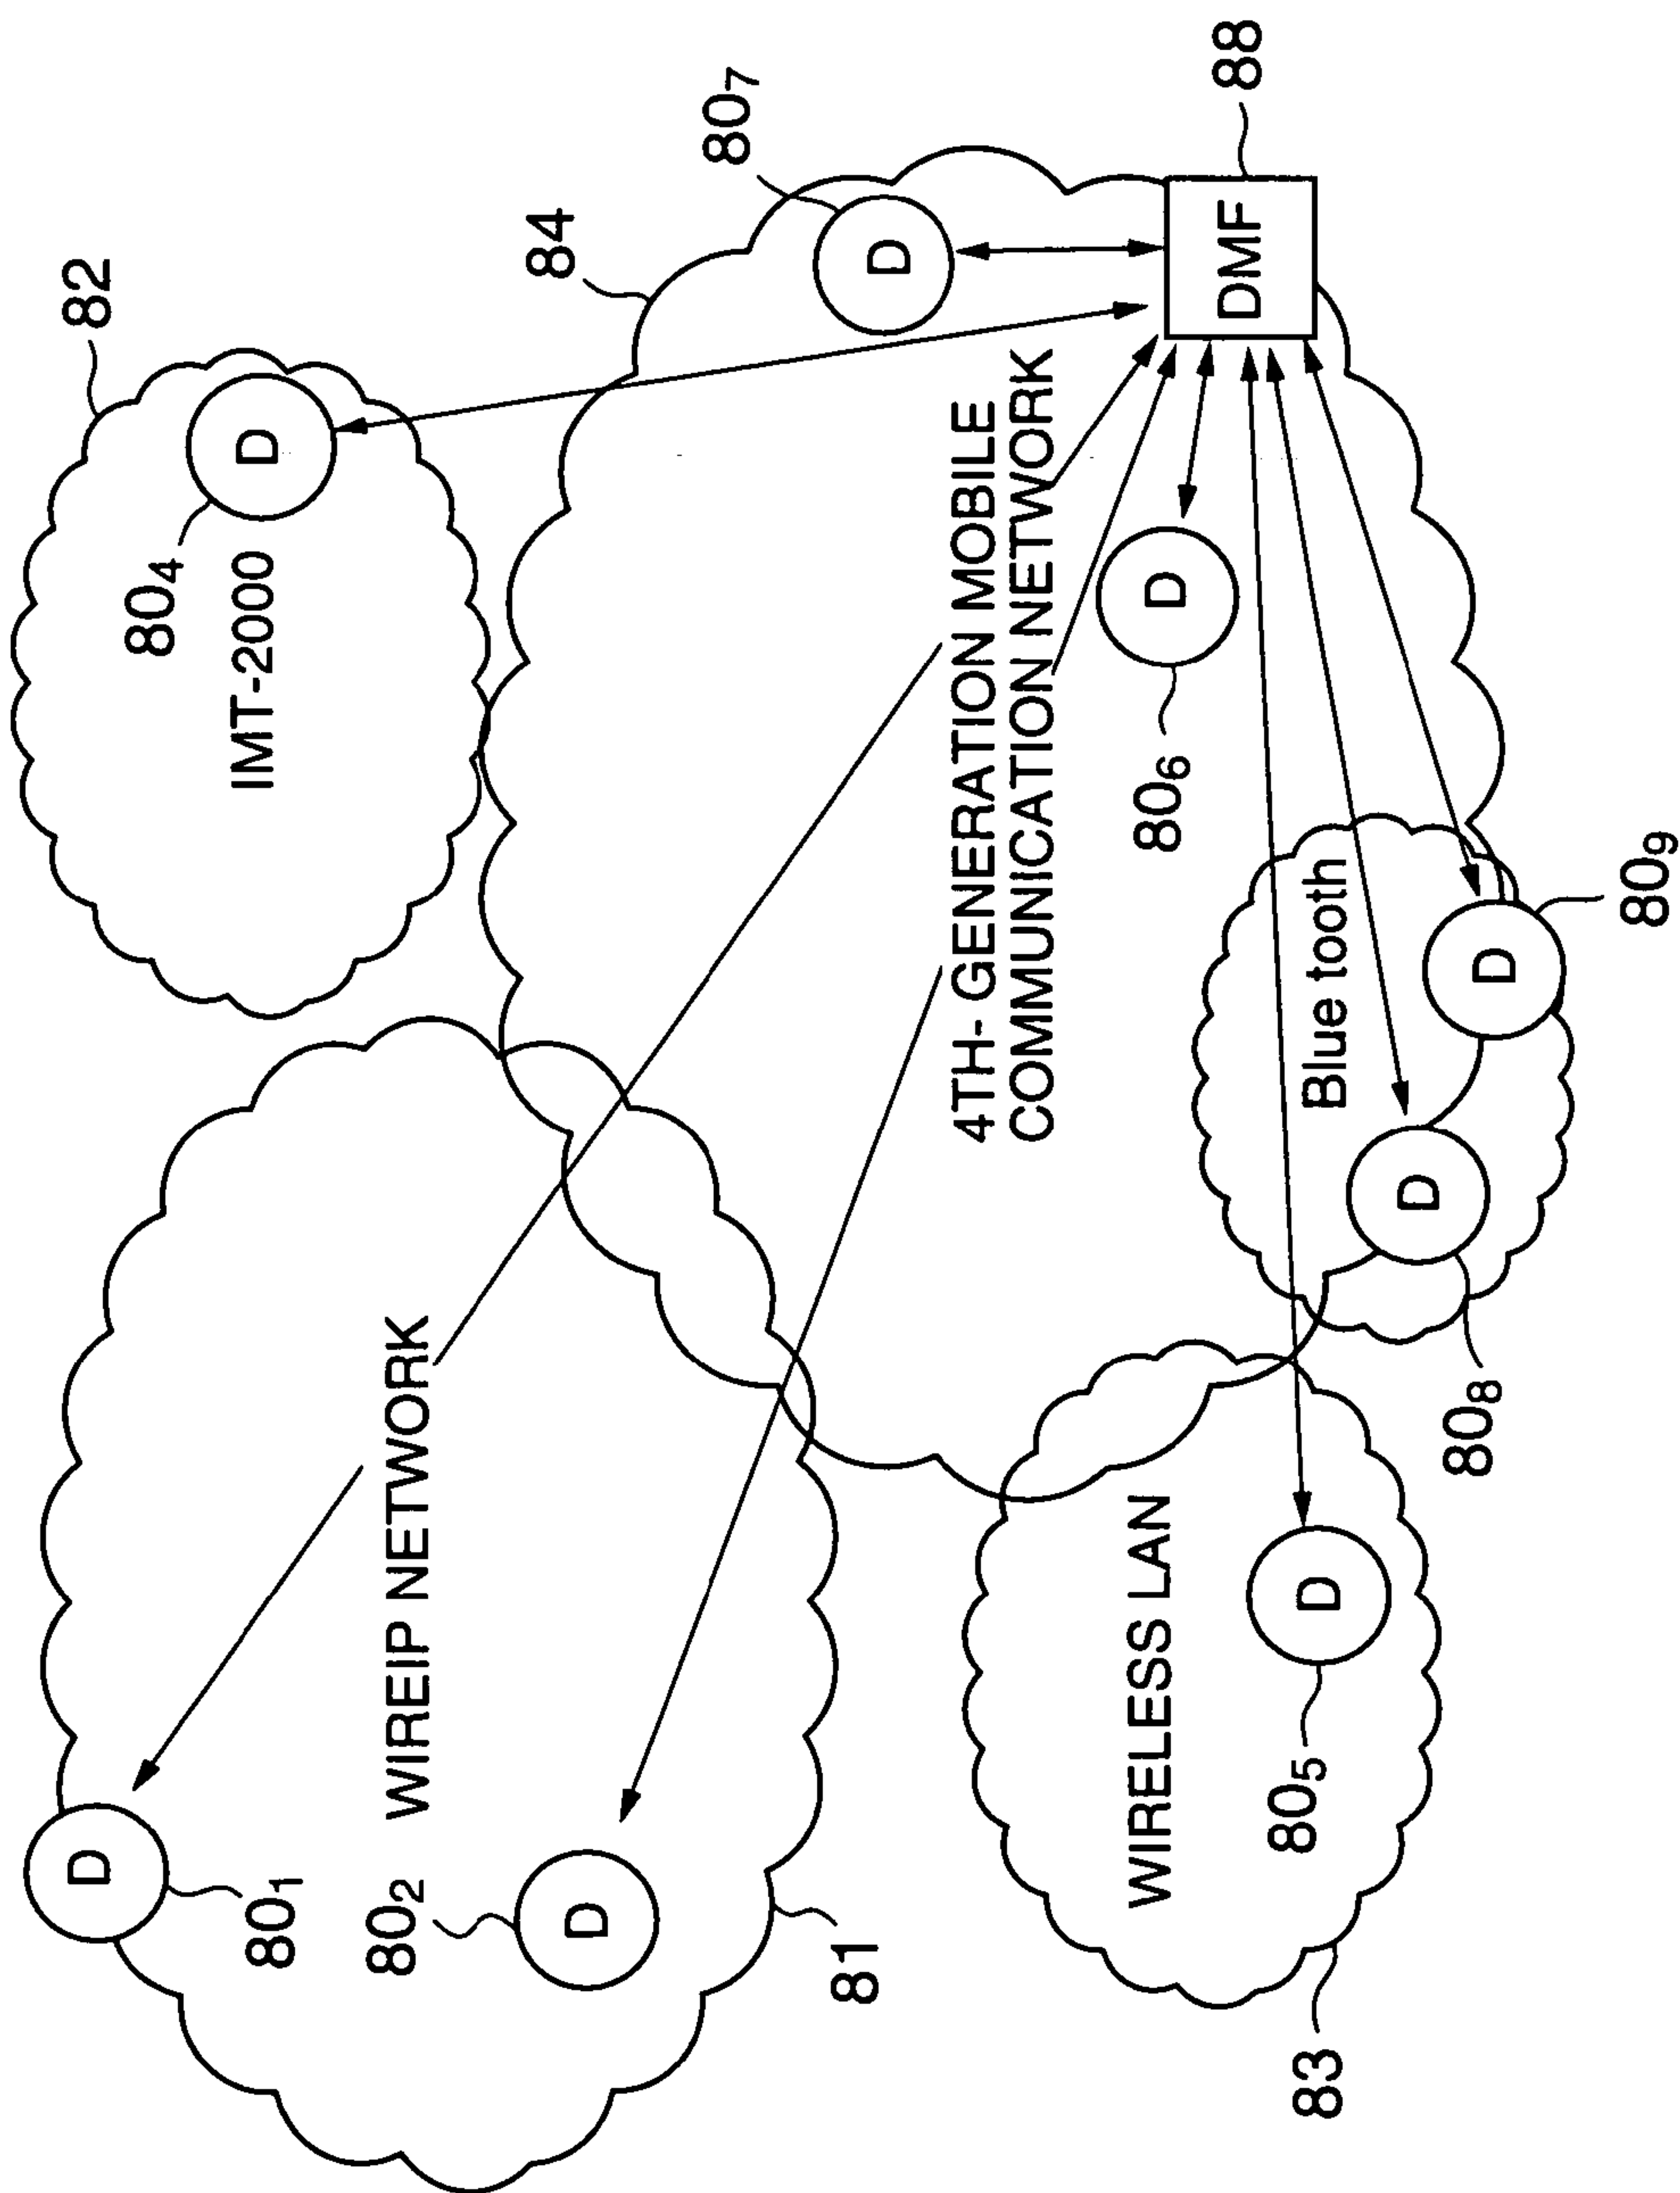 D
82
80₄
IMT-2000
D
80₁
80₂
WIREIP NETWORK
84
D
80₇
81
D
4TH- GENERATION MOBILE
COMMUNICATION NETWORK
WIRELESS LAN
80₆
D
DMF
88
80₅
83
D
Blue tooth
D
80₈
D
80₉